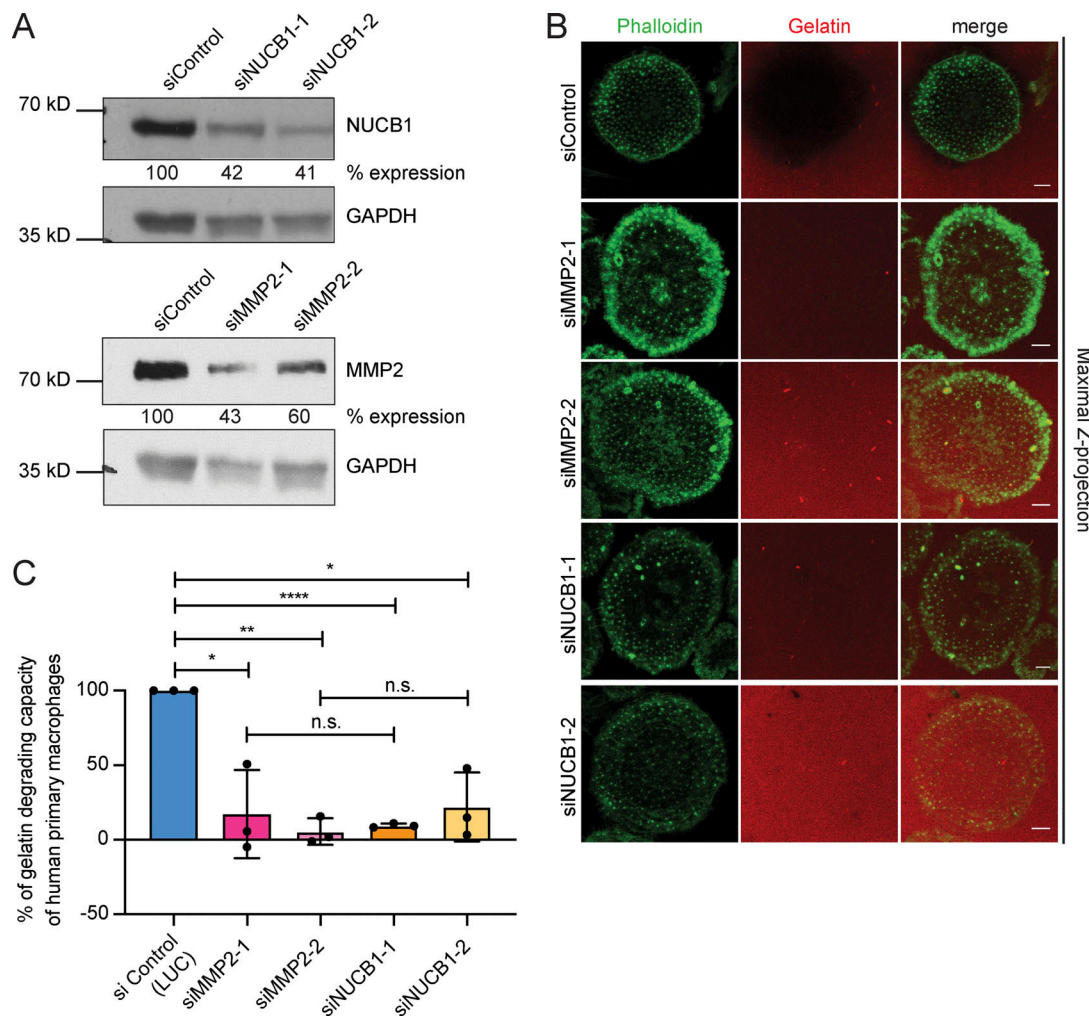 A
siControl
siNUCB1-1
siNUCB1-2
70 kD
NUCB1
100 42 41 % expression
GAPDH
35 kD
siControl
siMMP2-1
siMMP2-2
MMP2
70 kD
100 43 60 % expression
GAPDH
35 kD
B
Phalloidin Gelatin merge
siControl
siMMP2-1
siMMP2-2
siNUCB1-1
siNUCB1-2
Maximal Z-projection
C
*
****
**
*
n.s.
n.s.
% of gelatin degrading capacity
of human primary macrophages
100
50
0
-50
si Control
(LUC)
siMMP2-1
siMMP2-2
siNUCB1-1
siNUCB1-2